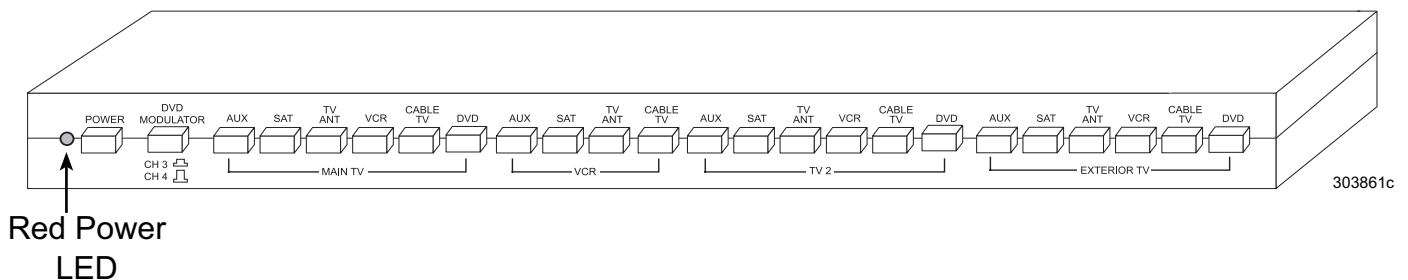 POWER
DVD
MODULATOR
CH 3
CH 4
AUX SAT TV
ANT VCR CABLE
TV DVD
MAIN TV
AUX SAT TV
ANT CABLE
TV
VCR
AUX SAT TV
ANT VCR CABLE
TV DVD
TV 2
AUX SAT TV
ANT VCR CABLE
TV DVD
EXTERIOR TV
303861c
Red Power
LED